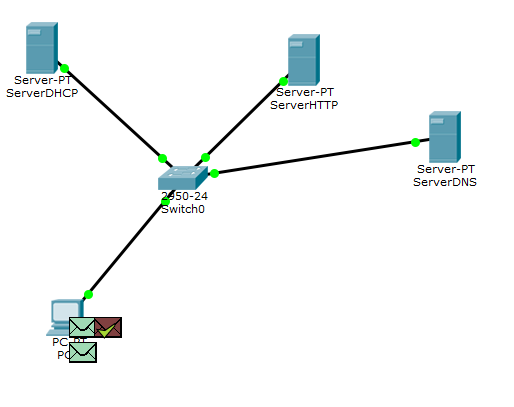 Server-PT
ServerDHCP
Server-PT
ServerHTTP
Server-PT
ServerDNS
2950-24
Switch0